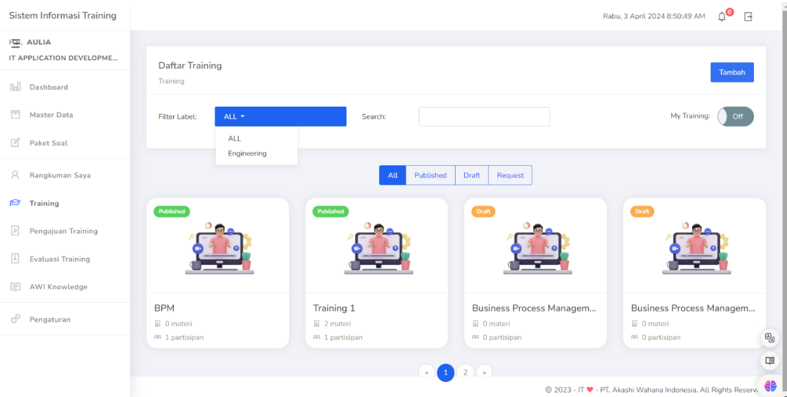 Sistem Informasi Training
Rabu, 3 April 2024 8:50:49 AM
8
AULIA
IT APPLICATION DEVELOPME...
Dashboard
Master Data
Paket Soal
Rangkuman Saya
Training
Pengajuan Training
Evaluasi Training
AWI Knowledge
Pengaturan
Daftar Training
Training
Tambah
Filter Label:
ALL
Search:
My Training:
Off
ALL
Engineering
All
Published
Draft
Request
Published
BPM
0 materi
1 partisipan
Published
Training 1
2 materi
1 partisipan
Draft
Business Process Managem...
0 materi
0 partisipan
Draft
Business Process Managem...
0 materi
0 partisipan
« 1 2 «
© 2023 - IT ❤ - PT. Akashi Wahana Indonesia. All Rights Reserv